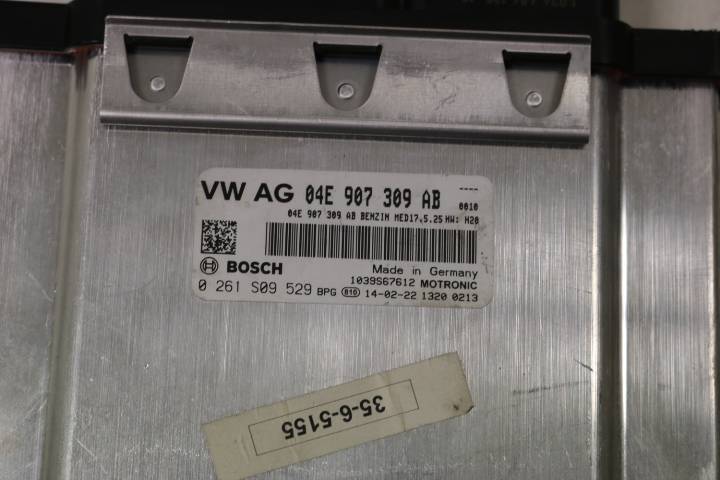 VW AG 04E 907 309 AB ----
0010
04E 907 309 AB BENZIN MED17.5.25 HW: H20
BOSCH Made in Germany
1039S67612 MOTRONIC
0 261 S09 529 BPG 810 14-02-22 1320 0213
35-6-5155